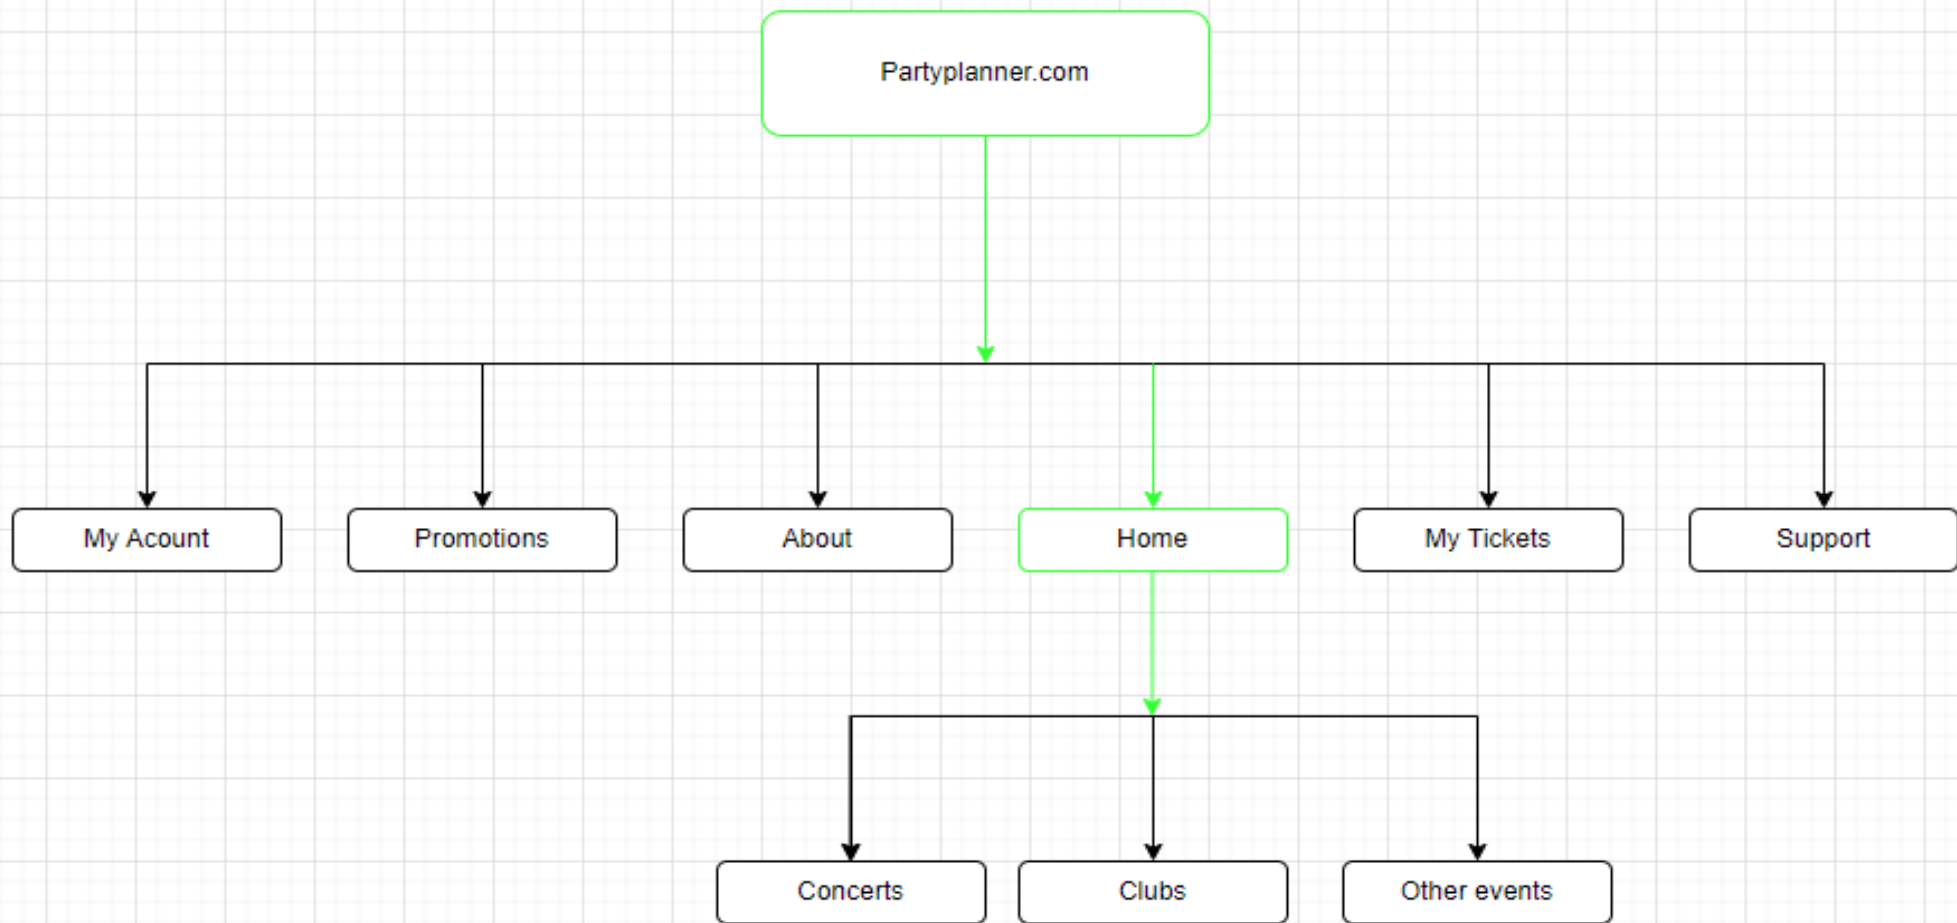 Partyplanner.com
My Acount
Promotions
About
Home
My Tickets
Support
Concerts
Clubs
Other events